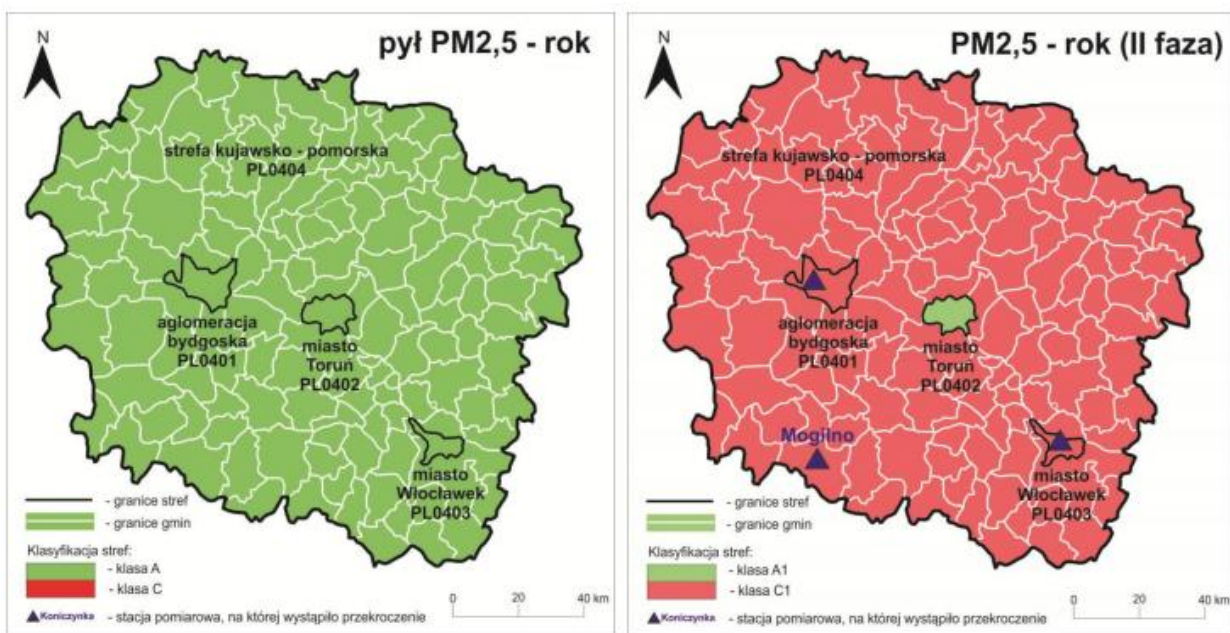 N
pył PM2,5 - rok
strefa kujawsko - pomorska
PL0404
aglomeracja
bydgoska
PL0401
miasto
Toruń
PL0402
miasto
Włocławek
PL0403
- granice stref
- granice gmin
Klasyfikacja stref:
- klasa A
- klasa C
Koniczynka - stacja pomiarowa, na której wystąpiło przekroczenie
0 20 40 km
N
PM2,5 - rok (II faza)
strefa kujawsko - pomorska
PL0404
aglomeracja
bydgoska
PL0401
miasto
Toruń
PL0402
Mogilno
miasto
Włocławek
PL0403
- granice stref
- granice gmin
Klasyfikacja stref:
- klasa A1
- klasa C1
Koniczynka - stacja pomiarowa, na której wystąpiło przekroczenie
0 20 40 km